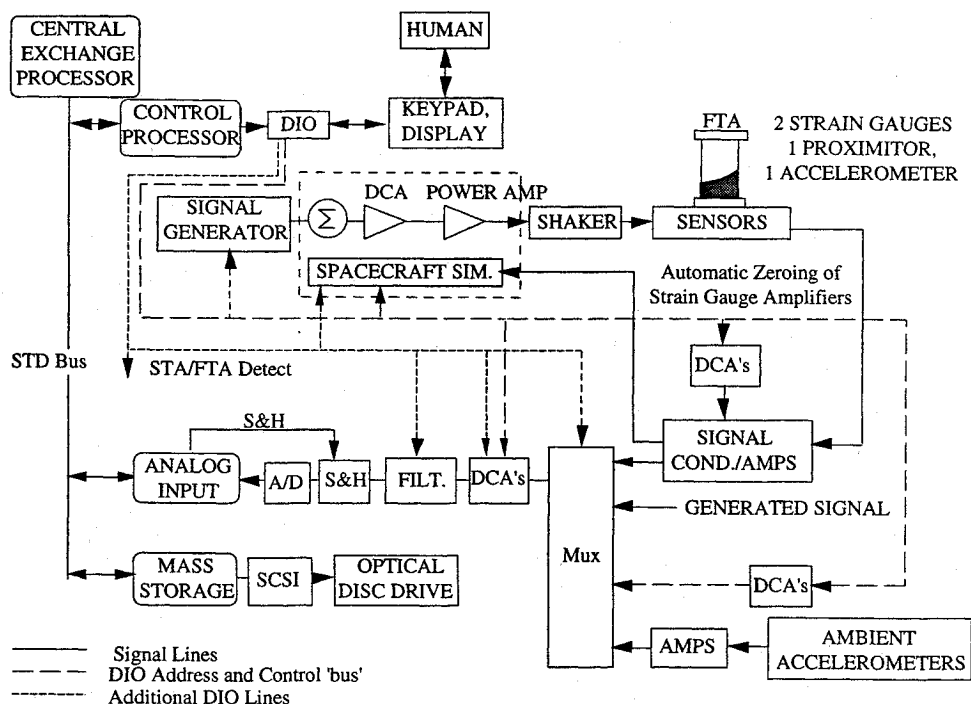 CENTRAL
EXCHANGE
PROCESSOR
HUMAN
CONTROL
PROCESSOR
DIO
KEYPAD,
DISPLAY
FTA
2 STRAIN GAUGES
1 PROXIMITOR,
1 ACCELEROMETER
SIGNAL
GENERATOR
Σ
DCA
POWER AMP
SHAKER
SENSORS
SPACECRAFT SIM.
Automatic Zeroing of
Strain Gauge Amplifiers
STD Bus
STA/FTA Detect
DCA's
S&H
SIGNAL
COND./AMPS
ANALOG
INPUT
A/D
S&H
FILT.
DCA's
GENERATED SIGNAL
Mux
MASS
STORAGE
SCSI
OPTICAL
DISC DRIVE
DCA's
AMPS
AMBIENT
ACCELEROMETERS
Signal Lines
DIO Address and Control 'bus'
Additional DIO Lines